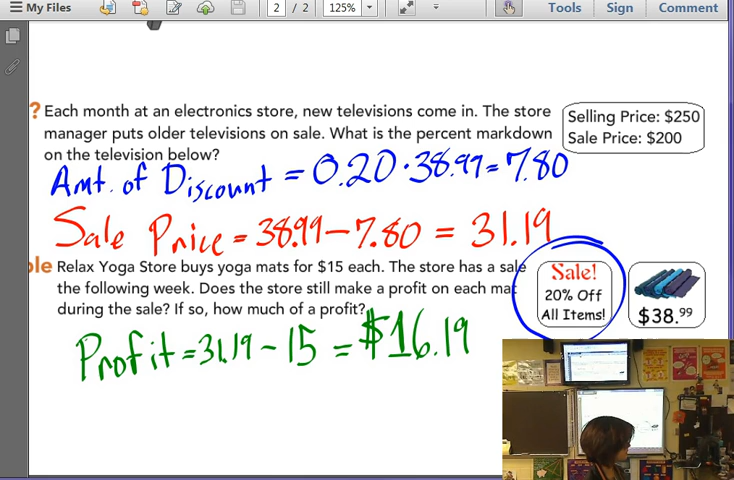 My Files 2 / 2 125% Tools Sign Comment
? Each month at an electronics store, new televisions come in. The store
manager puts older televisions on sale. What is the percent markdown
on the television below?
Selling Price: $250
Sale Price: $200
Amt. of Discount = 0.20 · 38.99 = 7.80
Sale Price = 38.99 - 7.80 = 31.19
le Relax Yoga Store buys yoga mats for $15 each. The store has a sale
the following week. Does the store still make a profit on each mat
during the sale? If so, how much of a profit?
Sale!
20% Off
All Items!
$38.99
Profit = 31.19 - 15 = $16.19